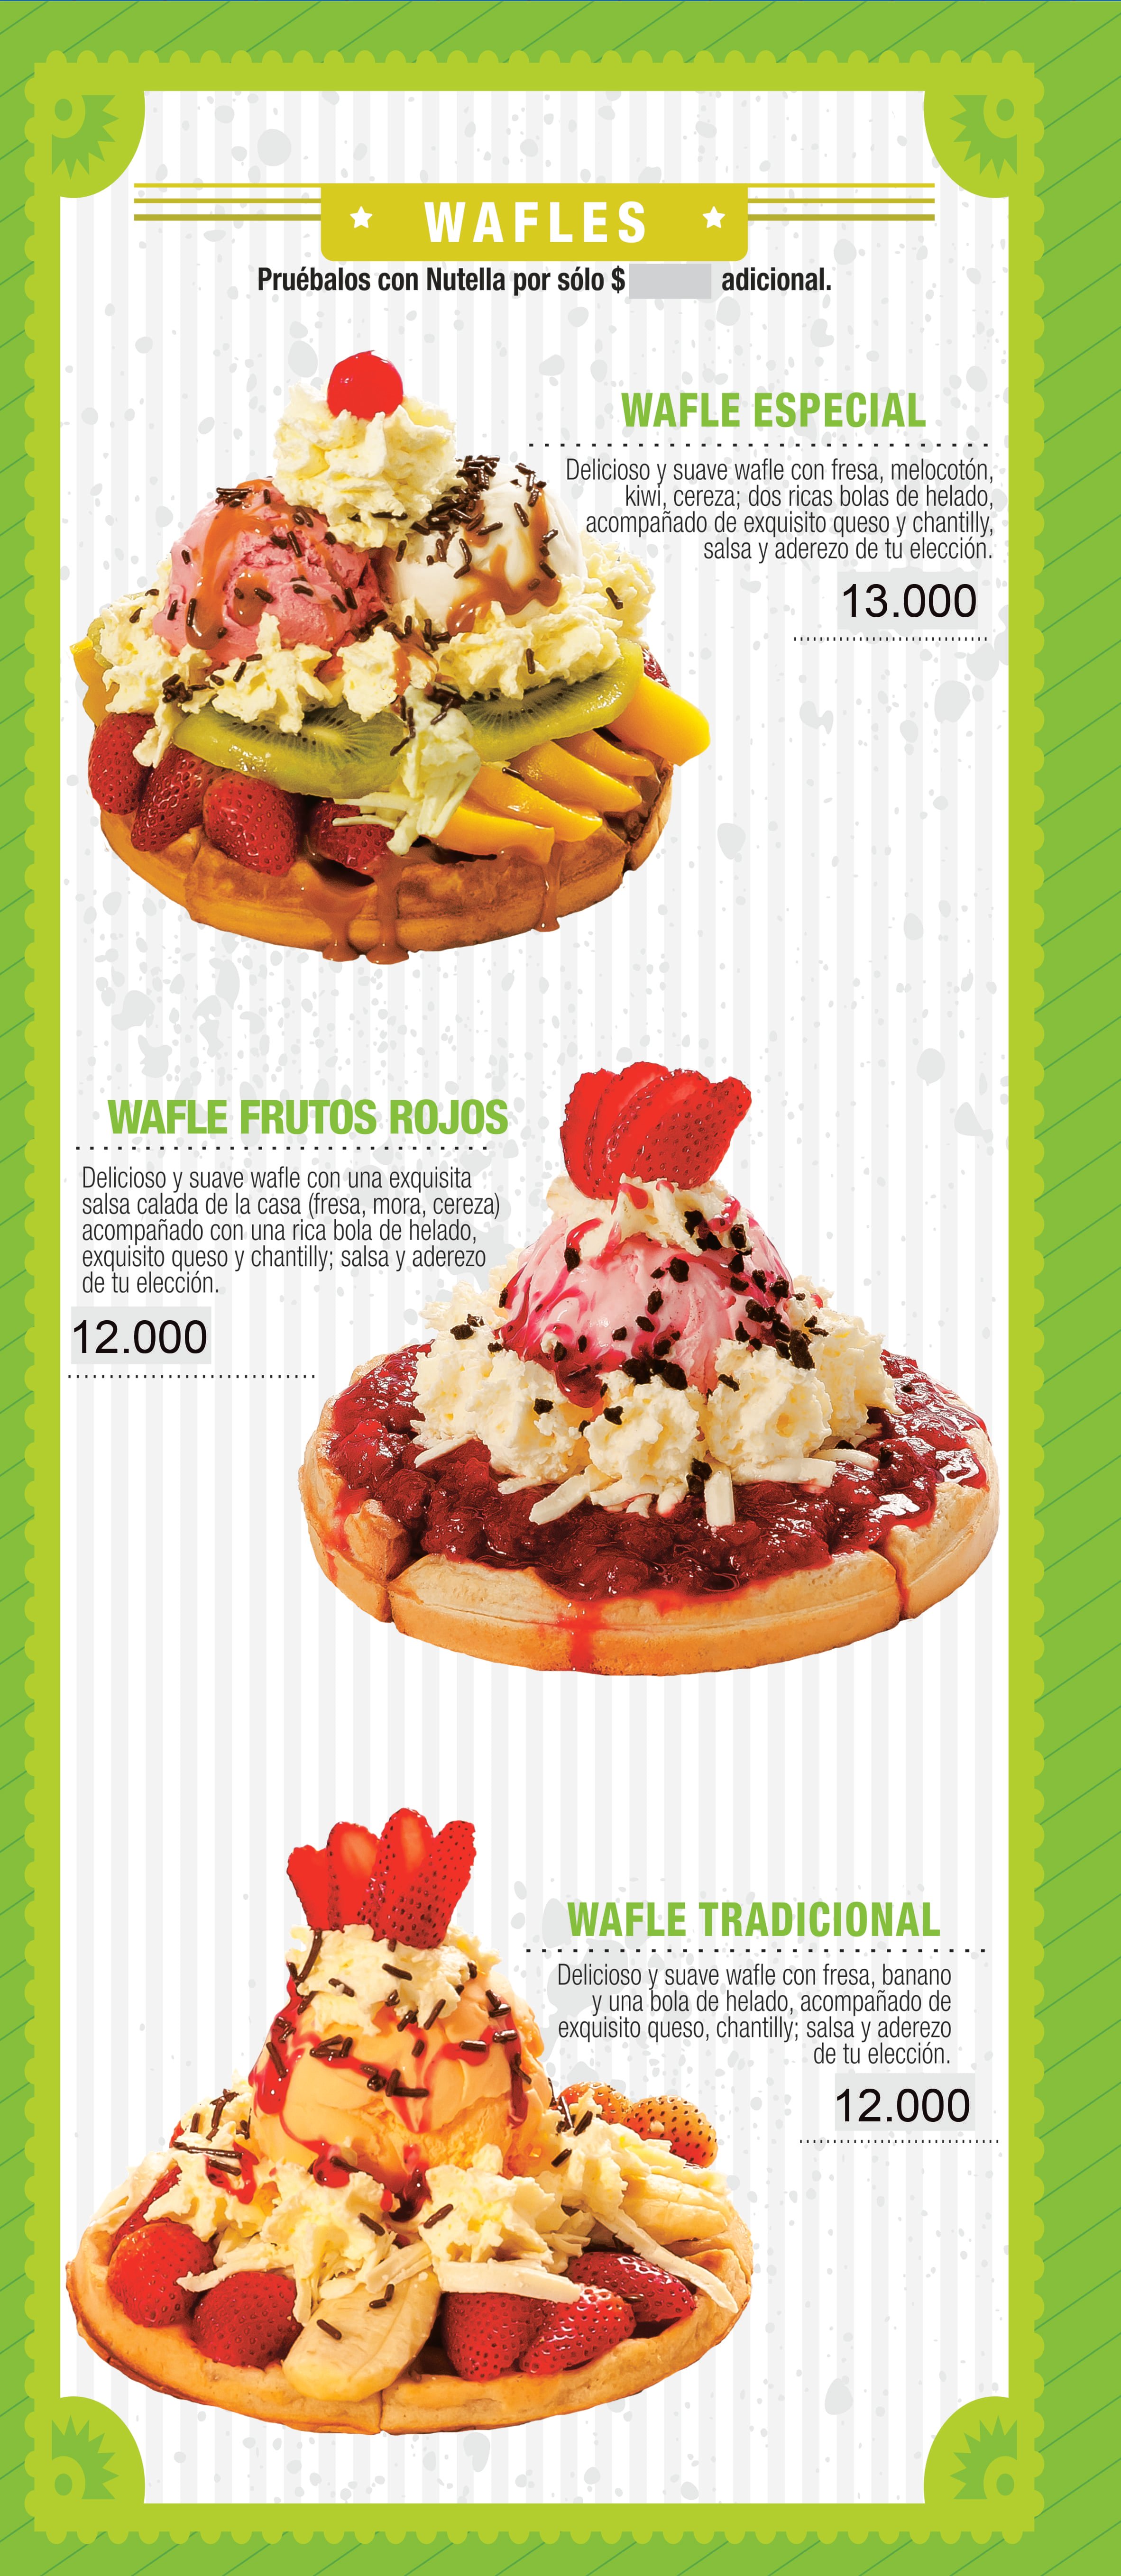 WAFLES
Pruébalos con Nutella por sólo $ adicional.
WAFLE ESPECIAL
Delicioso y suave wafle con fresa, melocotón,
kiwi, cereza; dos ricas bolas de helado,
acompañado de exquisito queso y chantilly,
salsa y aderezo de tu elección.
13.000
WAFLE FRUTOS ROJOS
Delicioso y suave wafle con una exquisita
salsa calada de la casa (fresa, mora, cereza)
acompañado con una rica bola de helado,
exquisito queso y chantilly; salsa y aderezo
de tu elección.
12.000
WAFLE TRADICIONAL
Delicioso y suave wafle con fresa, banano
y una bola de helado, acompañado de
exquisito queso, chantilly; salsa y aderezo
de tu elección.
12.000